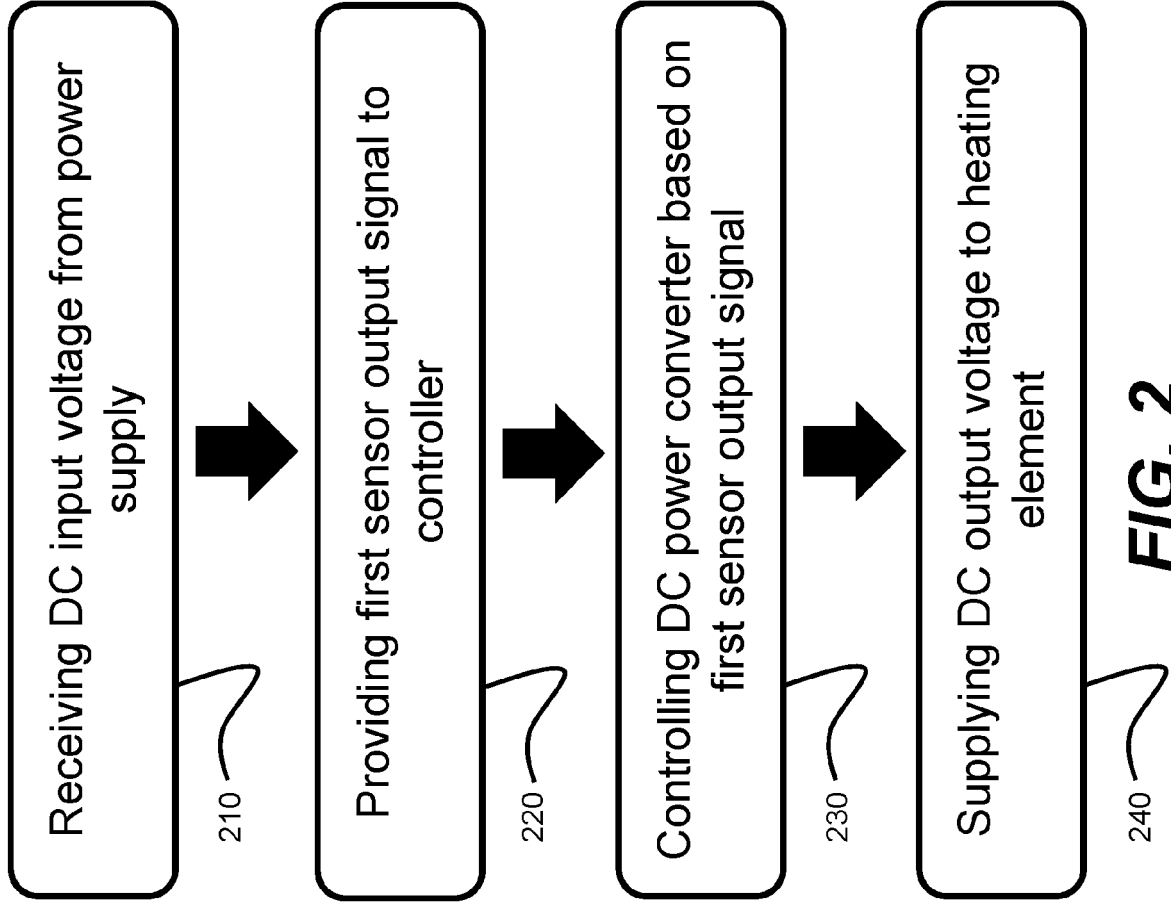 Receiving DC input voltage from power
supply
210
Providing first sensor output signal to
controller
220
Controlling DC power converter based on
first sensor output signal
230
Supplying DC output voltage to heating
element
240
FIG. 2